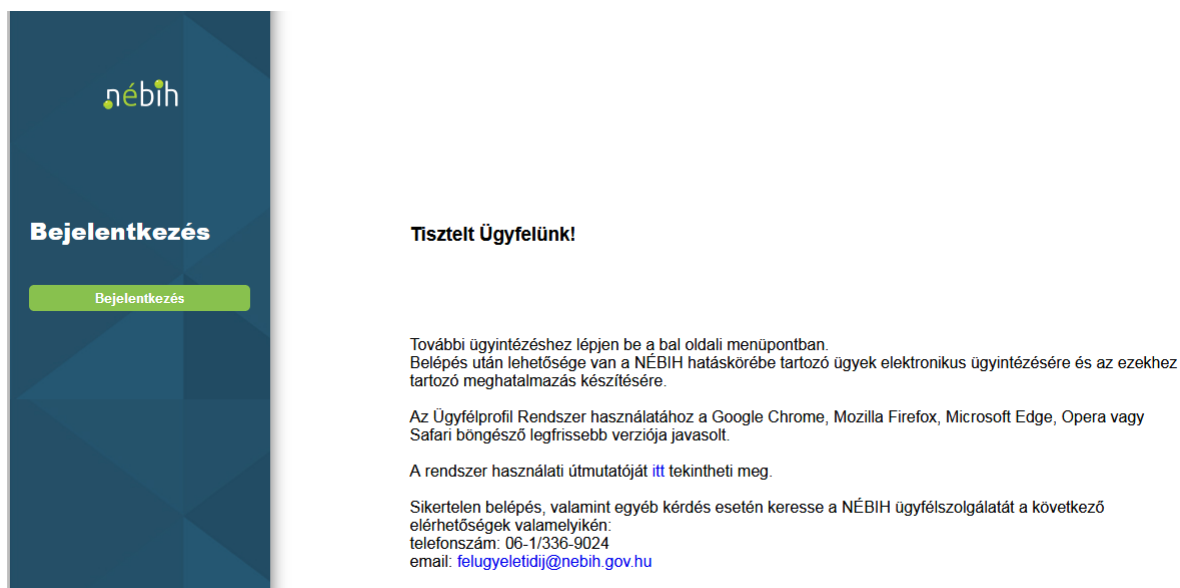 nébih
Bejelentkezés
Bejelentkezés
Tisztelt Ügyfelünk!
További ügyintézéshez lépjen be a bal oldali menüpontban.
Belépés után lehetősége van a NÉBIH hatáskörébe tartozó ügyek elektronikus ügyintézésére és az ezekhez
tartozó meghatalmazás készítésére.
Az Ügyfélprofil Rendszer használatához a Google Chrome, Mozilla Firefox, Microsoft Edge, Opera vagy
Safari böngésző legfrissebb verziója javasolt.
A rendszer használati útmutatóját itt tekintheti meg.
Sikertelen belépés, valamint egyéb kérdés esetén keresse a NÉBIH ügyfélszolgálatát a következő
elérhetőségek valamelyikén:
telefonszám: 06-1/336-9024
email: felugyeletidij@nebih.gov.hu